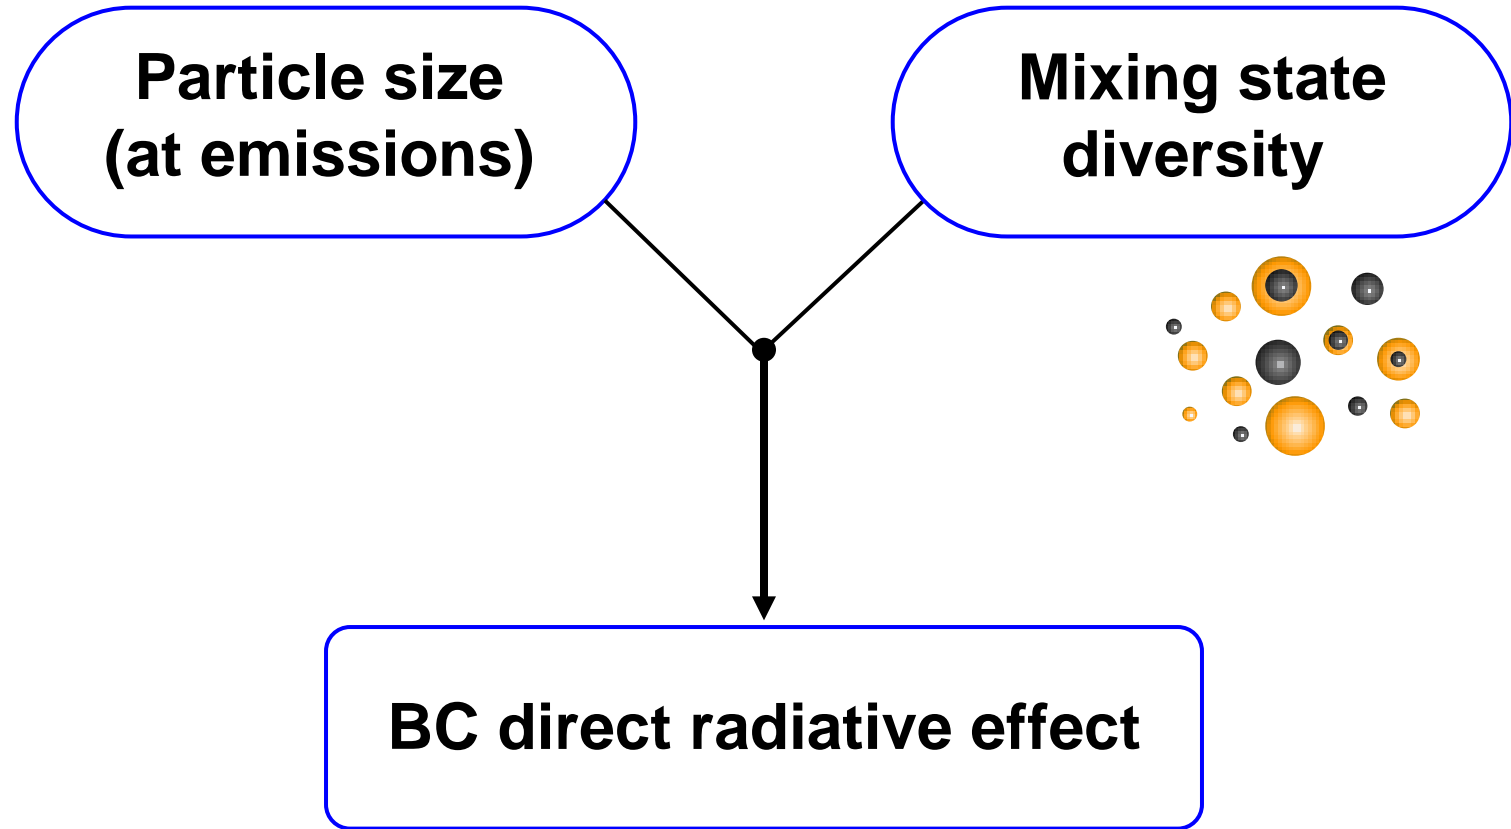 Particle size
(at emissions)
Mixing state
diversity
BC direct radiative effect